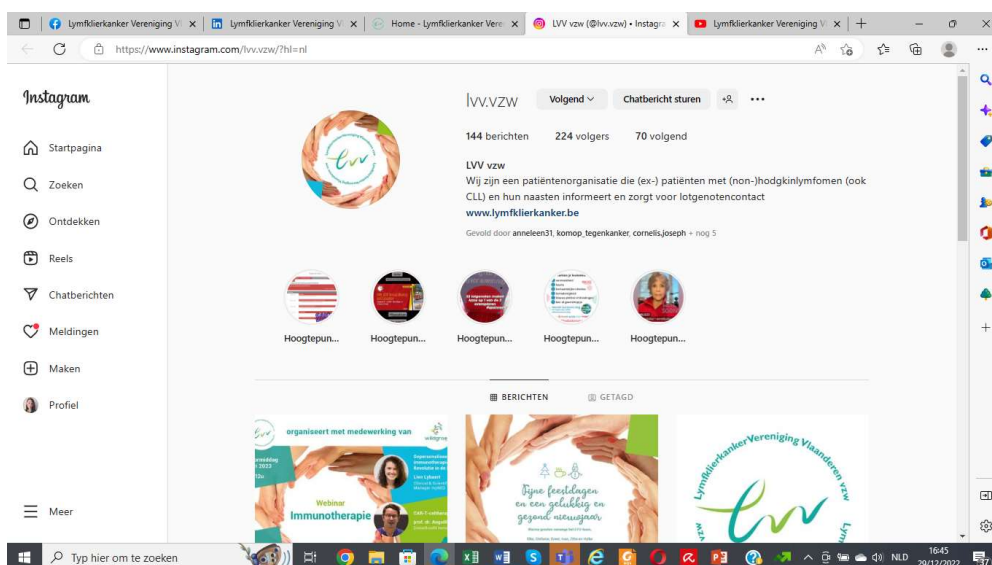 Lymfklierkanker Vereniging Vl
Lymfklierkanker Vereniging V
Home - Lymfklierkanker Vere
LVV vzw (@lvv.vzw) • Instagra
Lymfklierkanker Vereniging V
https://www.instagram.com/lvv.vzw/?hl=nl
Instagram
Startpagina
Zoeken
Ontdekken
Reels
Chatberichten
Meldingen
Maken
Profiel
Meer
lvv.vzw
Volgend
Chatbericht sturen
144 berichten 224 volgers 70 volgend
LVV vzw
Wij zijn een patiëntenorganisatie die (ex-) patiënten met (non-)hodgkinlymfomen (ook
CLL) en hun naasten informeert en zorgt voor lotgenotencontact
www.lymfklierkanker.be
Gevold door anneleen31, komop_tegenkanker, cornelis.joseph + nog 5
Hoogtepun... Hoogtepun... Hoogtepun... Hoogtepun... Hoogtepun...
BERICHTEN GETAGD
lvv
organiseert met medewerking van
2023
Webinar
Immunotherapie
Fijne feestdagen
en een gelukkig en
gezond nieuwjaar
LymfklierkankerVereniging Vlaanderen vzw
lvv
Typ hier om te zoeken
NLD
16:45
29/12/2022